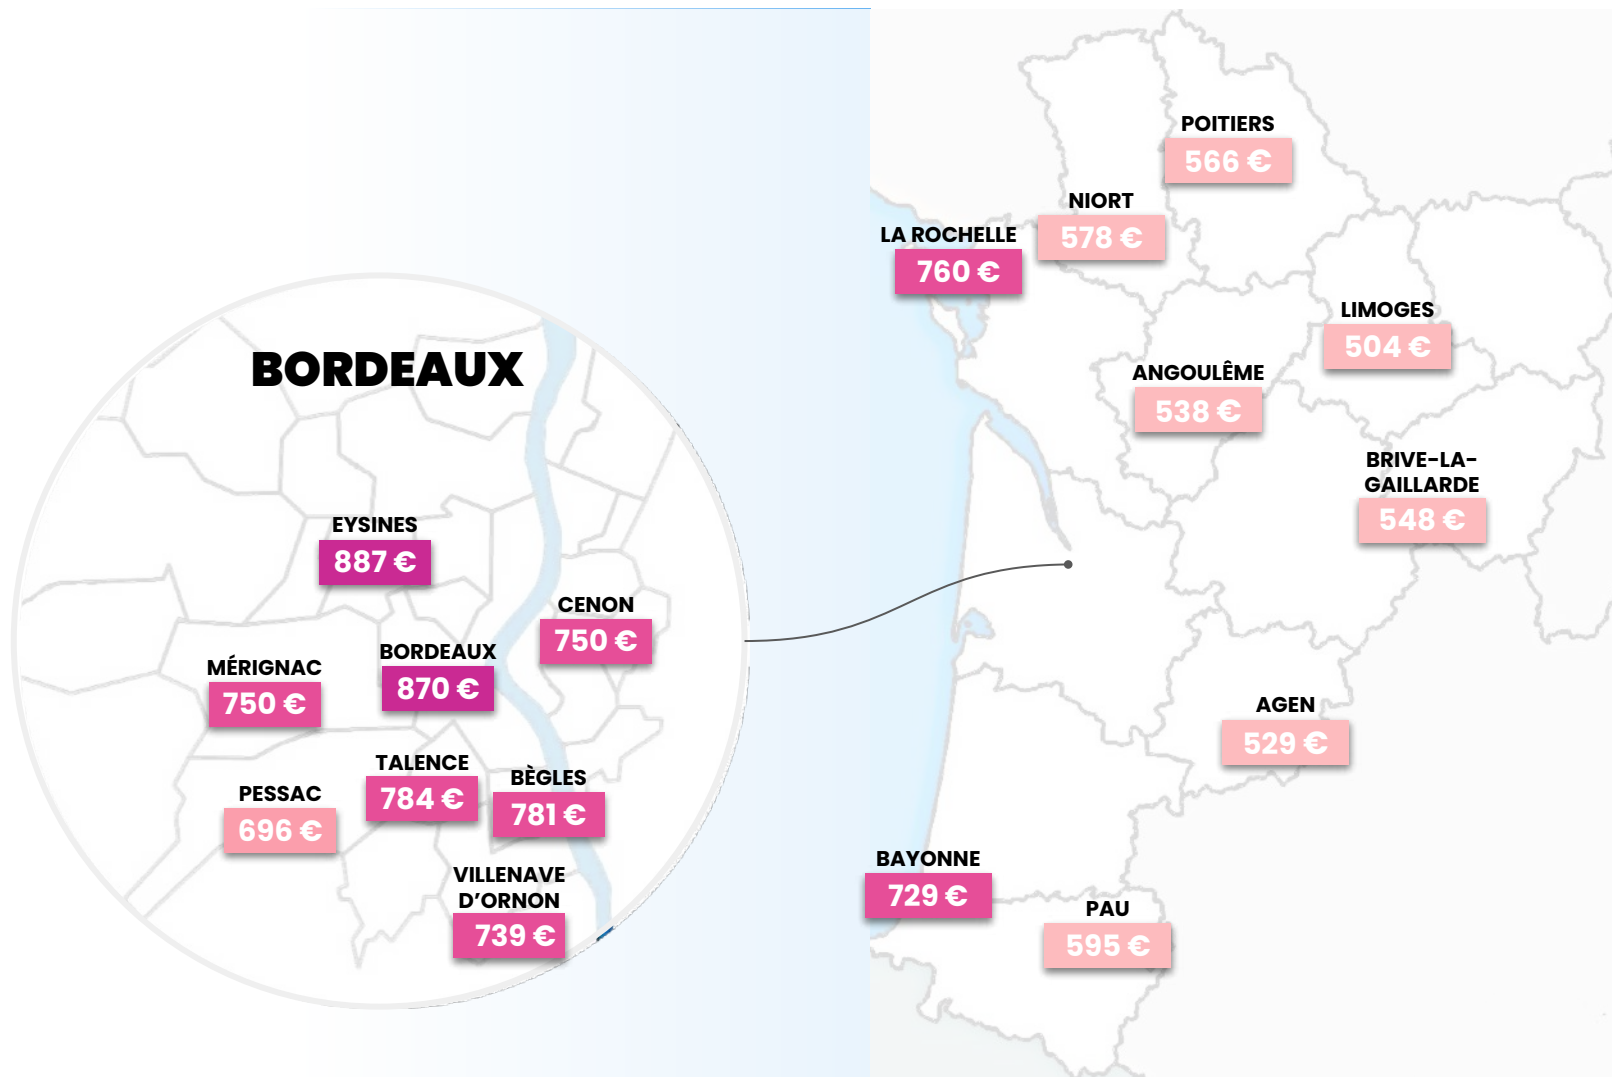 BORDEAUX
EYSINES
887 €
CENON
750 €
BORDEAUX
870 €
MÉRIGNAC
750 €
TALENCE
784 €
BÈGLES
781 €
PESSAC
696 €
VILLENAVE
D’ORNON
739 €
POITIERS
566 €
NIORT
578 €
LA ROCHELLE
760 €
LIMOGES
504 €
ANGOULÊME
538 €
BRIVE-LA-
GAILLARDE
548 €
AGEN
529 €
BAYONNE
729 €
PAU
595 €